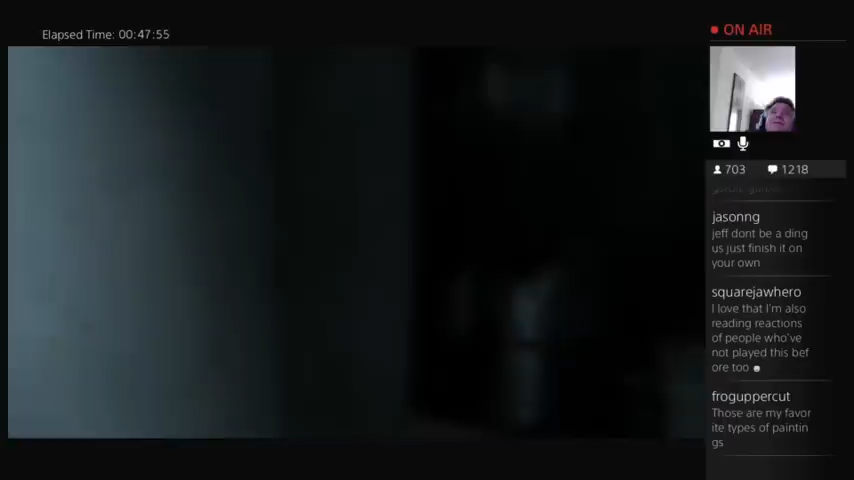 Elapsed Time: 00:47:55
ON AIR
703 1218
jasonng
jeff dont be a ding
us just finish it on
your own
squarejawhero
I love that I'm also
reading reactions
of people who've
not played this bef
ore too
froguppercut
Those are my favor
ite types of paintin
gs